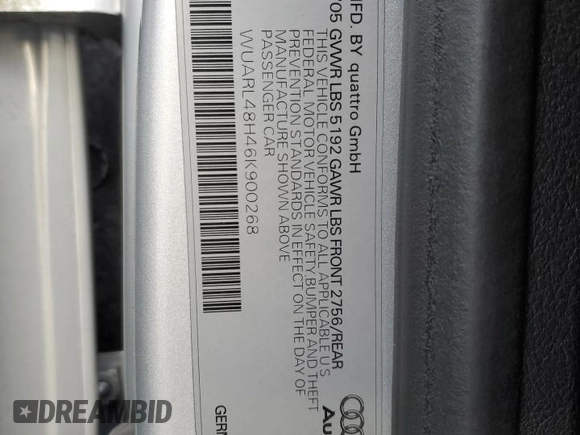 MFD. BY quattro GmbH
/05 GVWR LBS 5192 GAWR LBS FRONT 2756/REAR
THIS VEHICLE CONFORMS TO ALL APPLICABLE U S
FEDERAL MOTOR VEHICLE SAFETY BUMPER AND THEFT
PREVENTION STANDARDS IN EFFECT ON THE DAY OF
MANUFACTURE SHOWN ABOVE
PASSENGER CAR
WUARL48H46K900268
Au
GERM
DREAMBID